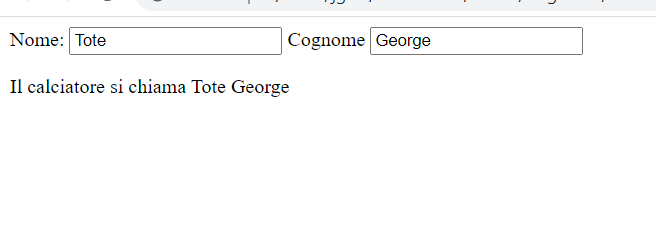 Nome: Tote Cognome George
Il calciatore si chiama Tote George